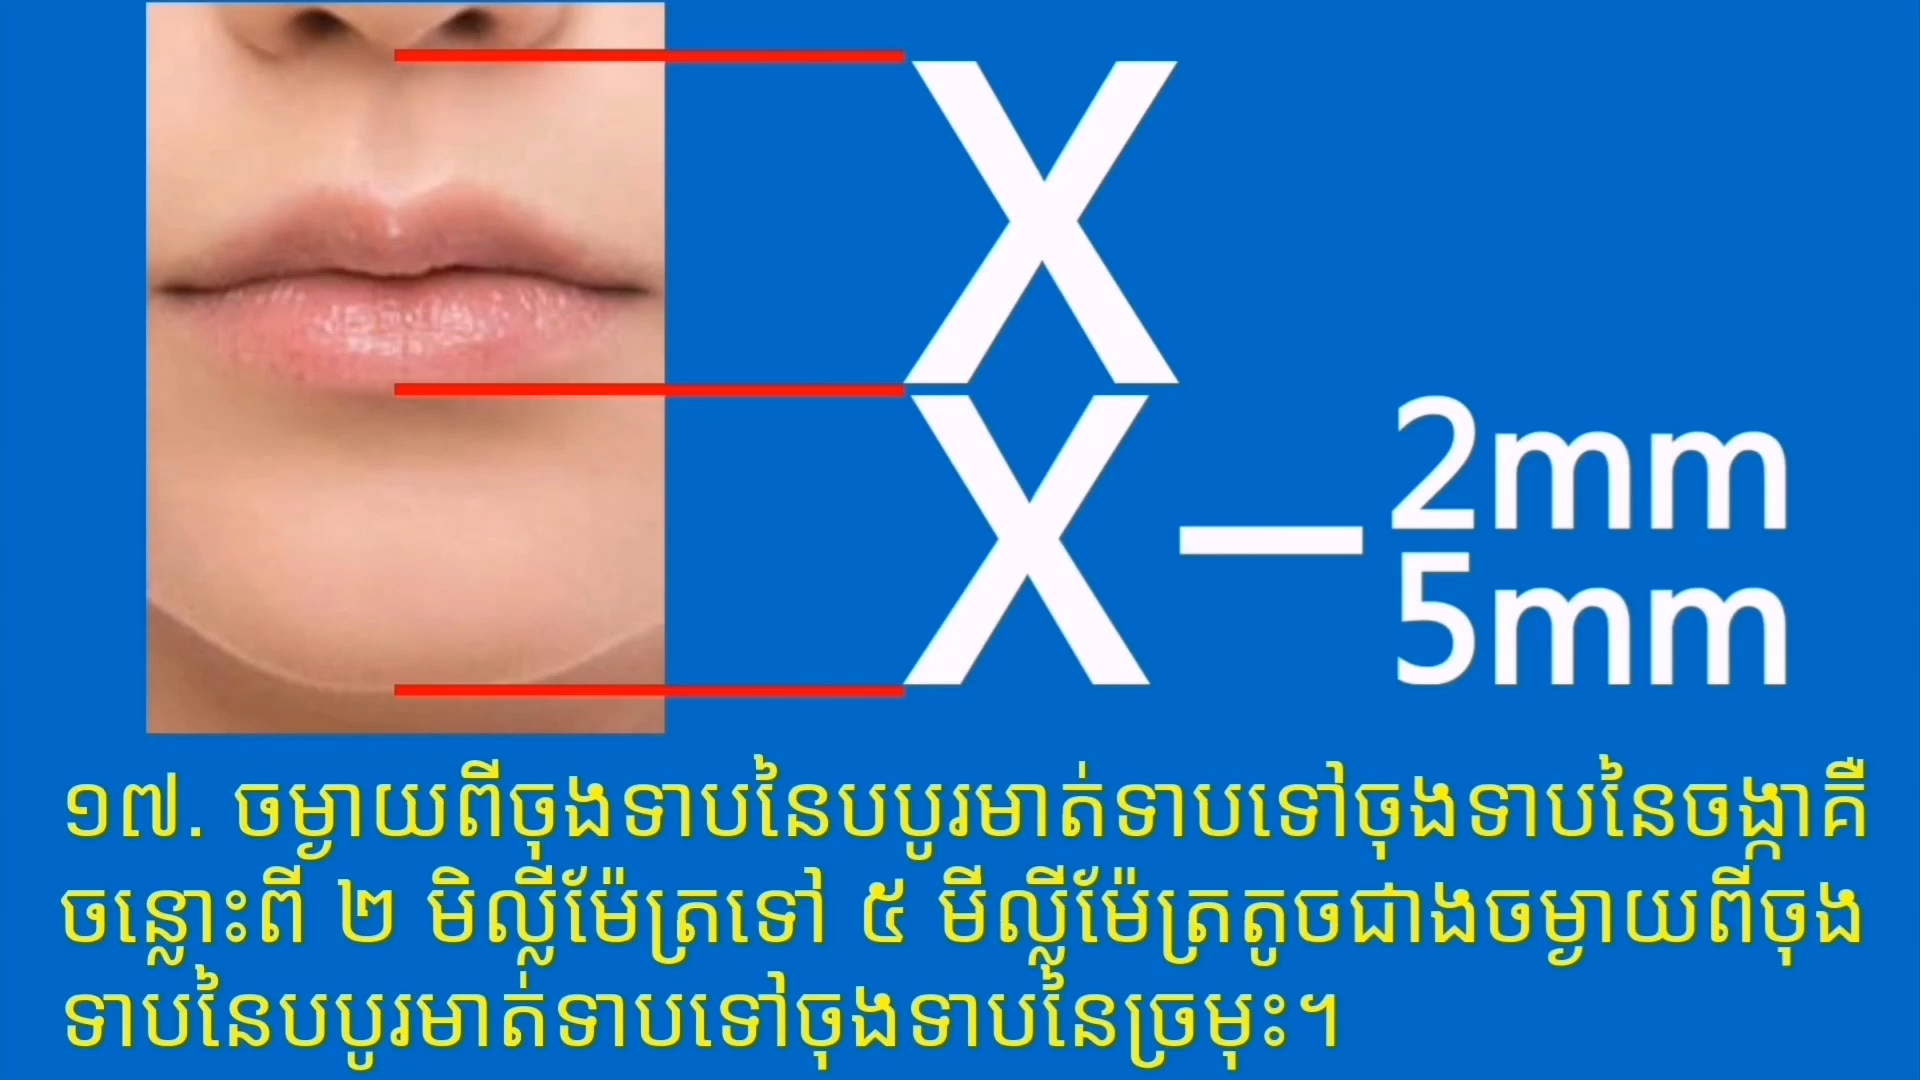 X
X – 2mm
5mm
១៧. ចម្ងាយពីចុងទាបនៃបបូរមាត់ទាបទៅចុងទាបនៃចង្កាគឺ
ចន្លោះពី ២ មិល្លីម៉ែត្រទៅ ៥ មីល្លីម៉ែត្រតូចជាងចម្ងាយពីចុង
ទាបនៃបបូរមាត់ទាបទៅចុងទាបនៃច្រមុះ។